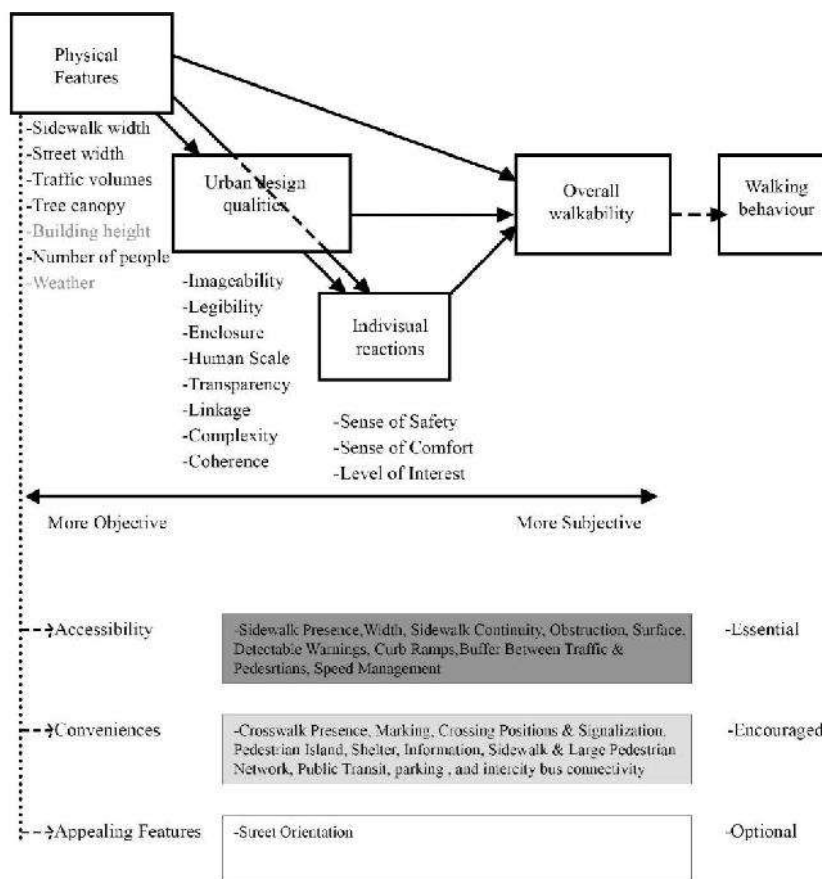 Physical
Features
-Sidewalk width
-Street width
-Traffic volumes
-Tree canopy
-Building height
-Number of people
-Weather
Urban design
qualities
-Imageability
-Legibility
-Enclosure
-Human Scale
-Transparency
-Linkage
-Complexity
-Coherence
Indivisual
reactions
-Sense of Safety
-Sense of Comfort
-Level of Interest
Overall
walkability
Walking
behaviour
More Objective
More Subjective
Accessibility
-Sidewalk Presence,Width, Sidewalk Continuity, Obstruction, Surface,
Detectable Warnings, Curb Ramps,Buffer Between Traffic &
Pedesrtians, Speed Management
-Essential
Conveniences
-Crosswalk Presence, Marking, Crossing Positions & Signalization,
Pedestrian Island, Shelter, Information, Sidewalk & Large Pedestrian
Network, Public Transit, parking , and intercity bus connectivity
-Encouraged
Appealing Features
-Street Orientation
-Optional